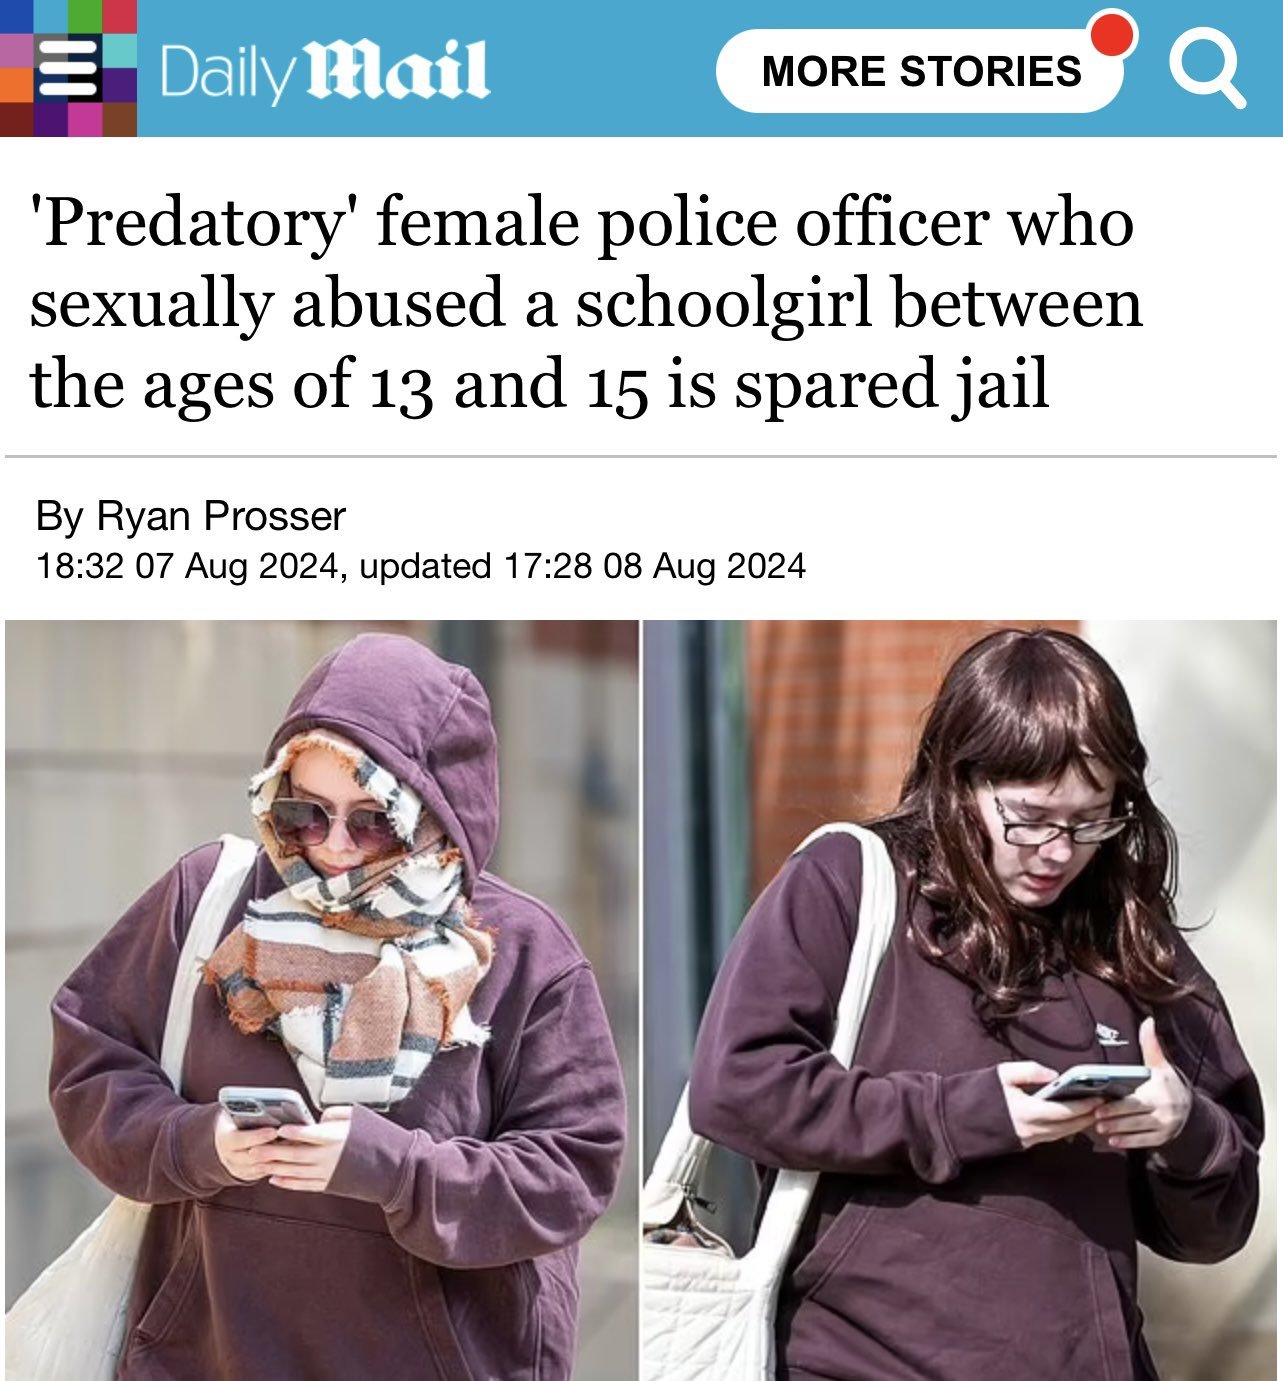 Daily Mail
MORE STORIES
'Predatory' female police officer who
sexually abused a schoolgirl between
the ages of 13 and 15 is spared jail
By Ryan Prosser
18:32 07 Aug 2024, updated 17:28 08 Aug 2024